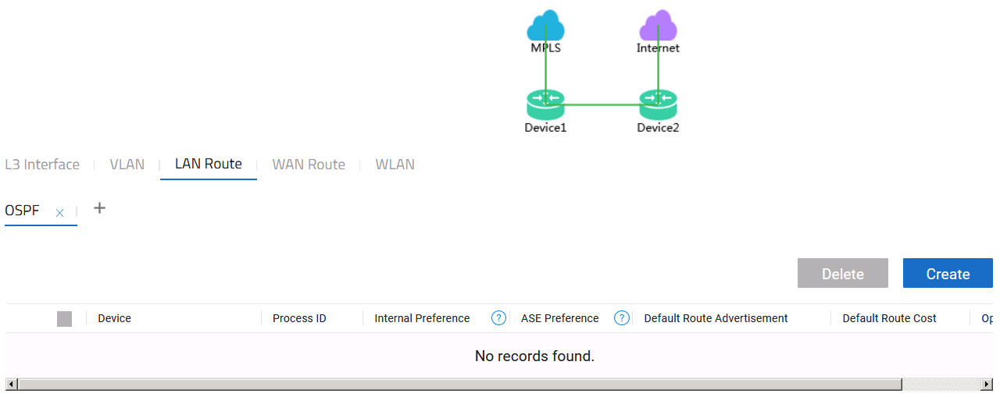 MPLS Internet
Device1 Device2
L3 Interface VLAN LAN Route WAN Route WLAN
OSPF × +
Delete Create
Device Process ID Internal Preference ? ASE Preference ? Default Route Advertisement Default Route Cost Op
No records found.